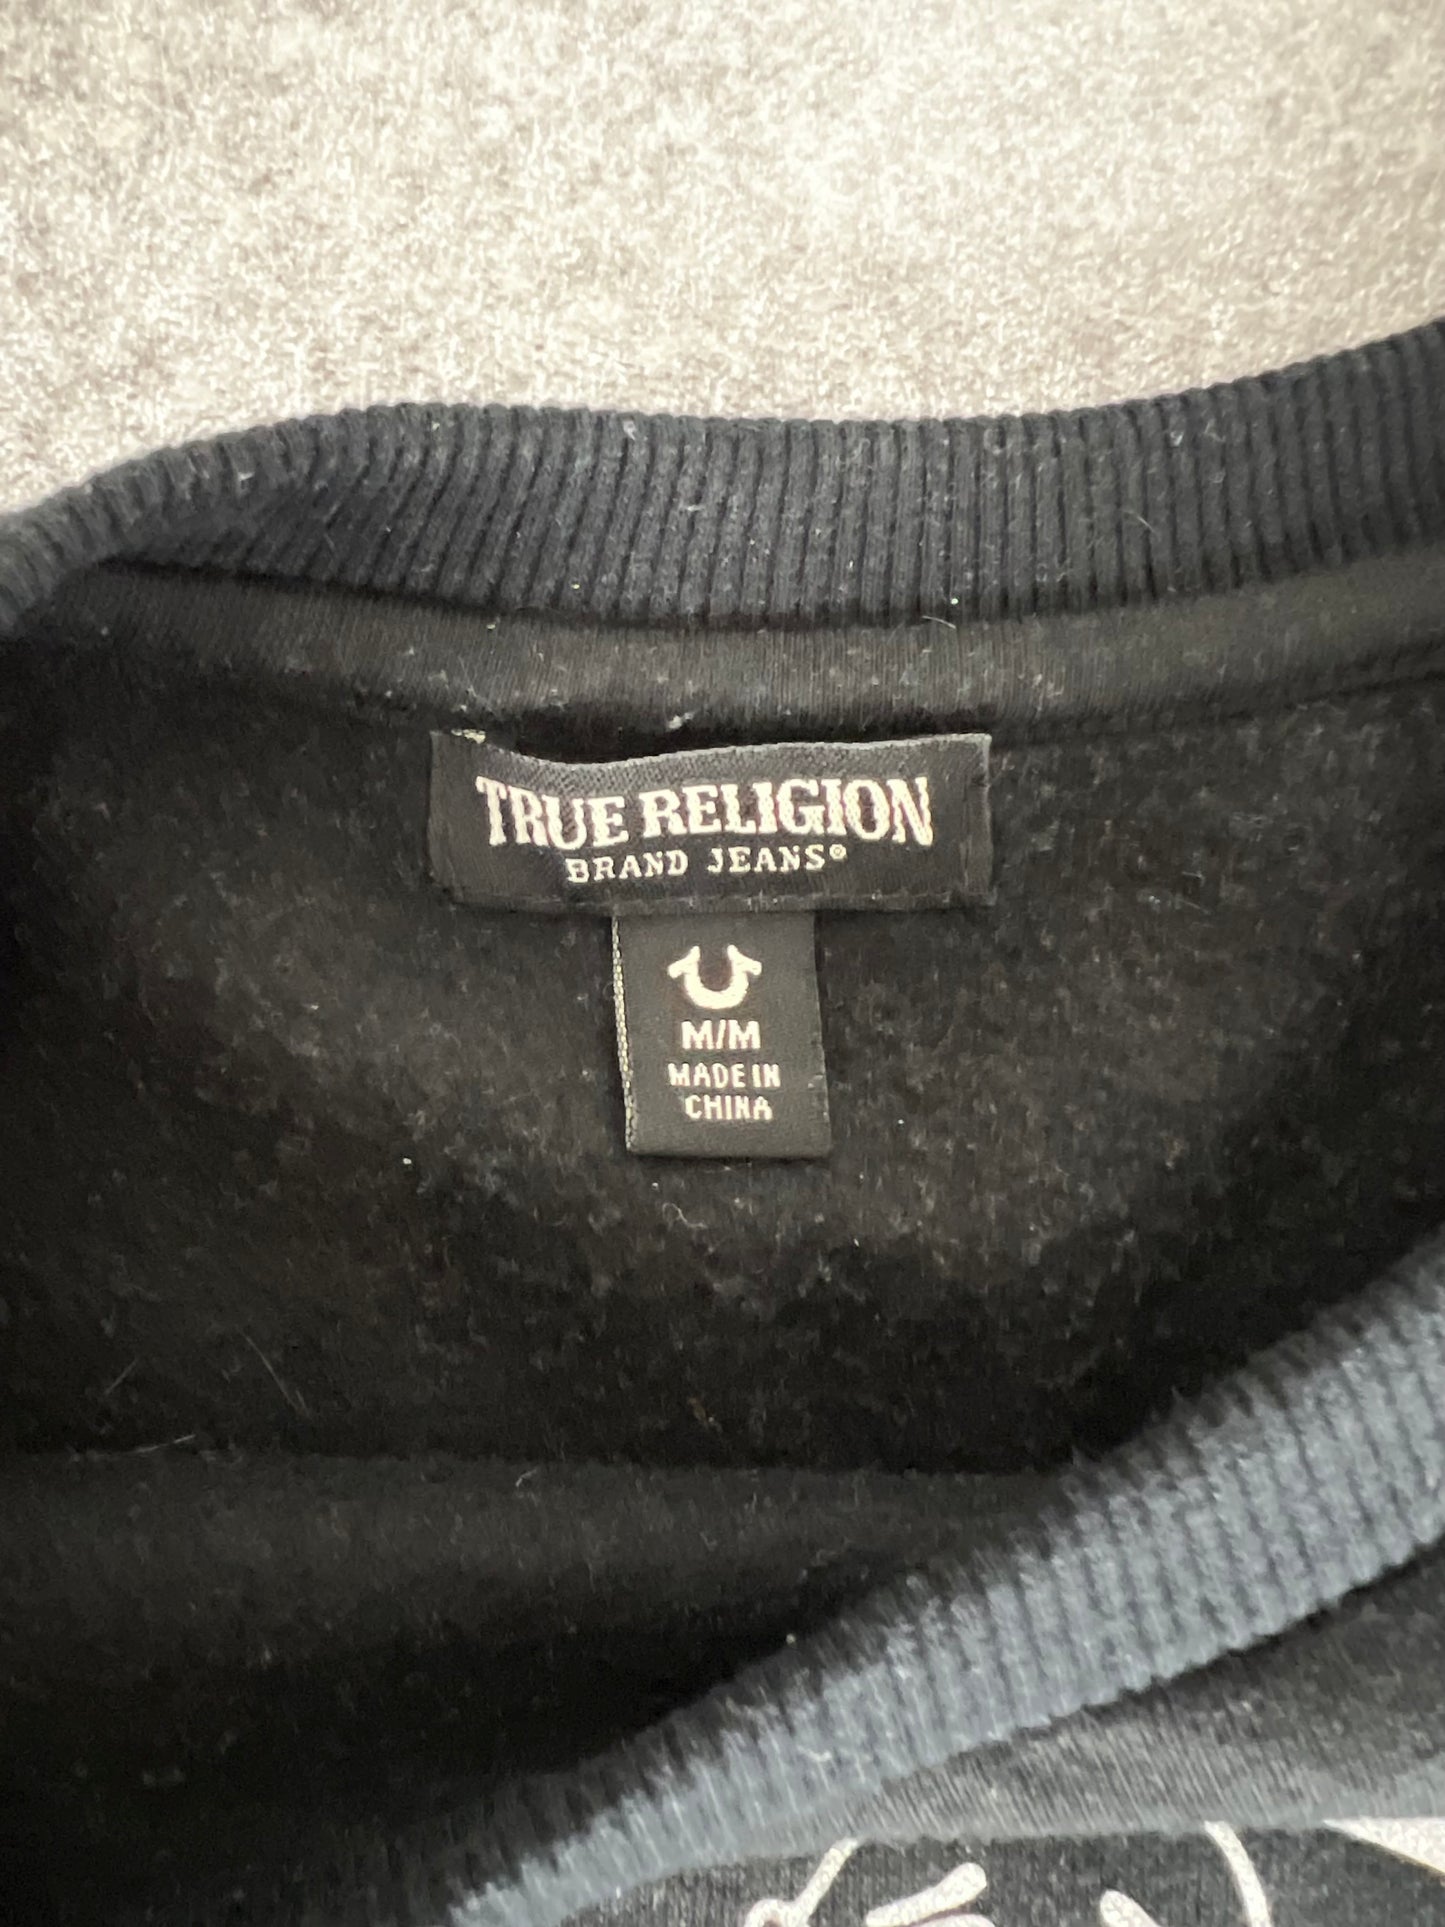 TRUE RELIGION
BRAND JEANS®
M/M
MADE IN
CHINA